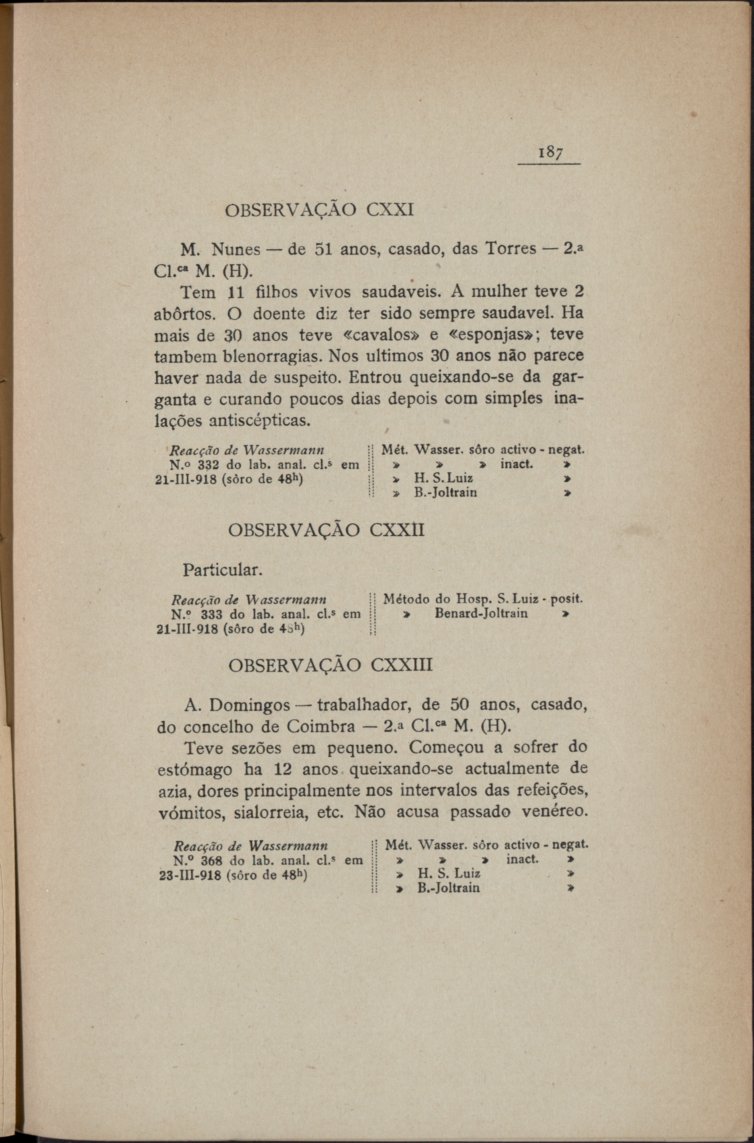 187
OBSERVAÇÃO CXXI
M. Nunes — de 51 anos, casado, das Torres — 2.ª
Cl.ca M. (H).
Tem 11 filhos vivos saudaveis. A mulher teve 2
abôrtos. O doente diz ter sido sempre saudavel. Ha
mais de 30 anos teve «cavalos» e «esponjas»; teve
tambem blenorragias. Nos ultimos 30 anos não parece
haver nada de suspeito. Entrou queixando-se da gar-
ganta e curando poucos dias depois com simples ina-
lações antiscépticas.
Reacção de Wassermann
N.º 332 do lab. anal. cl.s em
21-III-918 (sôro de 48h)
Mét. Wasser. sôro activo - negat.
» » » inact. »
» H. S. Luiz »
» B.-Joltrain »
OBSERVAÇÃO CXXII
Particular.
Reacção de Wassermann
N.º 333 do lab. anal. cl.s em
21-III-918 (sôro de 48h)
Método do Hosp. S. Luiz - posit.
» Benard-Joltrain »
OBSERVAÇÃO CXXIII
A. Domingos — trabalhador, de 50 anos, casado,
do concelho de Coimbra — 2.ª Cl.ca M. (H).
Teve sezões em pequeno. Começou a sofrer do
estómago ha 12 anos queixando-se actualmente de
azia, dores principalmente nos intervalos das refeições,
vómitos, sialorreia, etc. Não acusa passado venéreo.
Reacção de Wassermann
N.º 368 do lab. anal. cl.s em
23-III-918 (sôro de 48h)
Mét. Wasser. sôro activo - negat.
» » » inact. »
» H. S. Luiz »
» B.-Joltrain »